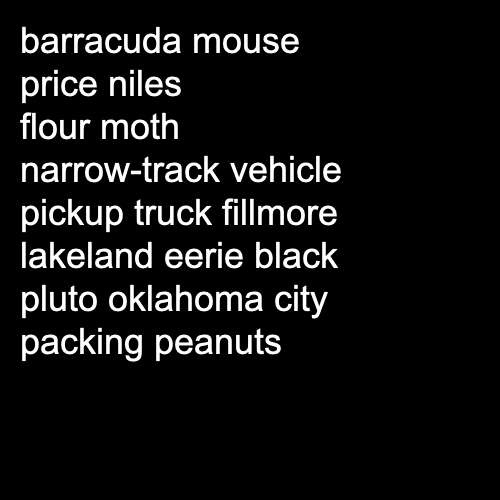 barracuda mouse
price niles
flour moth
narrow-track vehicle
pickup truck fillmore
lakeland eerie black
pluto oklahoma city
packing peanuts